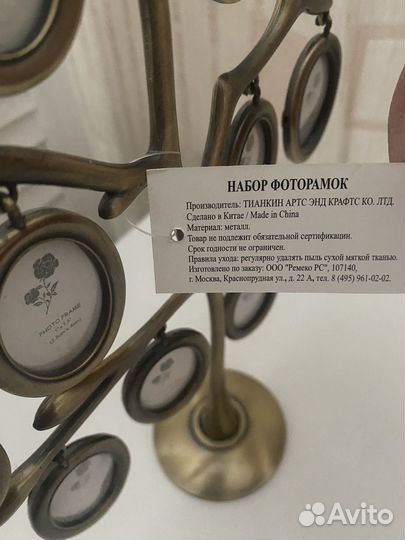 НАБОР ФОТОРАМОК
Производитель: ТИАНКИН АРТС ЭНД КРАФТС КО. ЛТД.
Сделано в Китае / Made in China
Материал: металл.
Товар не подлежит обязательной сертификации.
Срок годности не ограничен.
Правила ухода: регулярно удалять пыль сухой мягкой тканью.
Изготовлено по заказу: ООО "Ремеко РС", 107140,
г. Москва, Краснопрудная ул., д. 22 А, тел. 8 (495) 961-02-02.
PHOTO FRAME
Avito